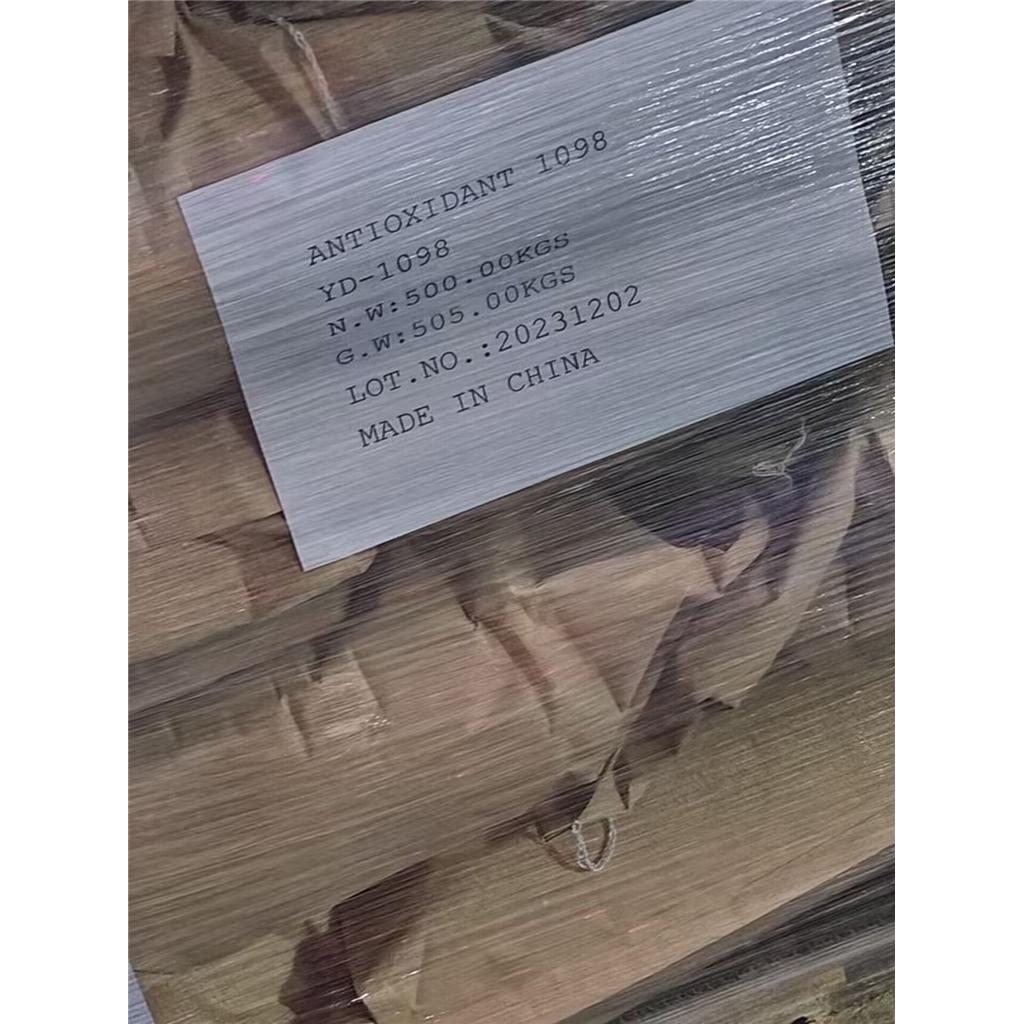 ANTIOXIDANT 1098
YD-1098
N.W:500.00KGS
G.W:505.00KGS
LOT.NO.:20231202
MADE IN CHINA